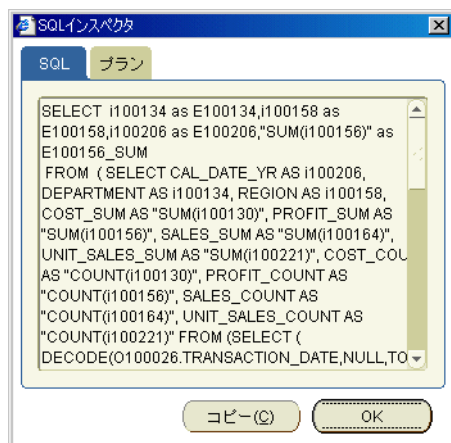 SQLインスペクタ
SQL プラン
SELECT i100134 as E100134,i100158 as
E100158,i100206 as E100206,"SUM(i100156)" as
E100156_SUM
FROM ( SELECT CAL_DATE_YR AS i100206,
DEPARTMENT AS i100134, REGION AS i100158,
COST_SUM AS "SUM(i100130)", PROFIT_SUM AS
"SUM(i100156)", SALES_SUM AS "SUM(i100164)",
UNIT_SALES_SUM AS "SUM(i100221)", COST_COU
AS "COUNT(i100130)", PROFIT_COUNT AS
"COUNT(i100156)", SALES_COUNT AS
"COUNT(i100164)", UNIT_SALES_COUNT AS
"COUNT(i100221)" FROM (SELECT (
DECODE(O100026.TRANSACTION_DATE,NULL,TO
コピー(C) OK